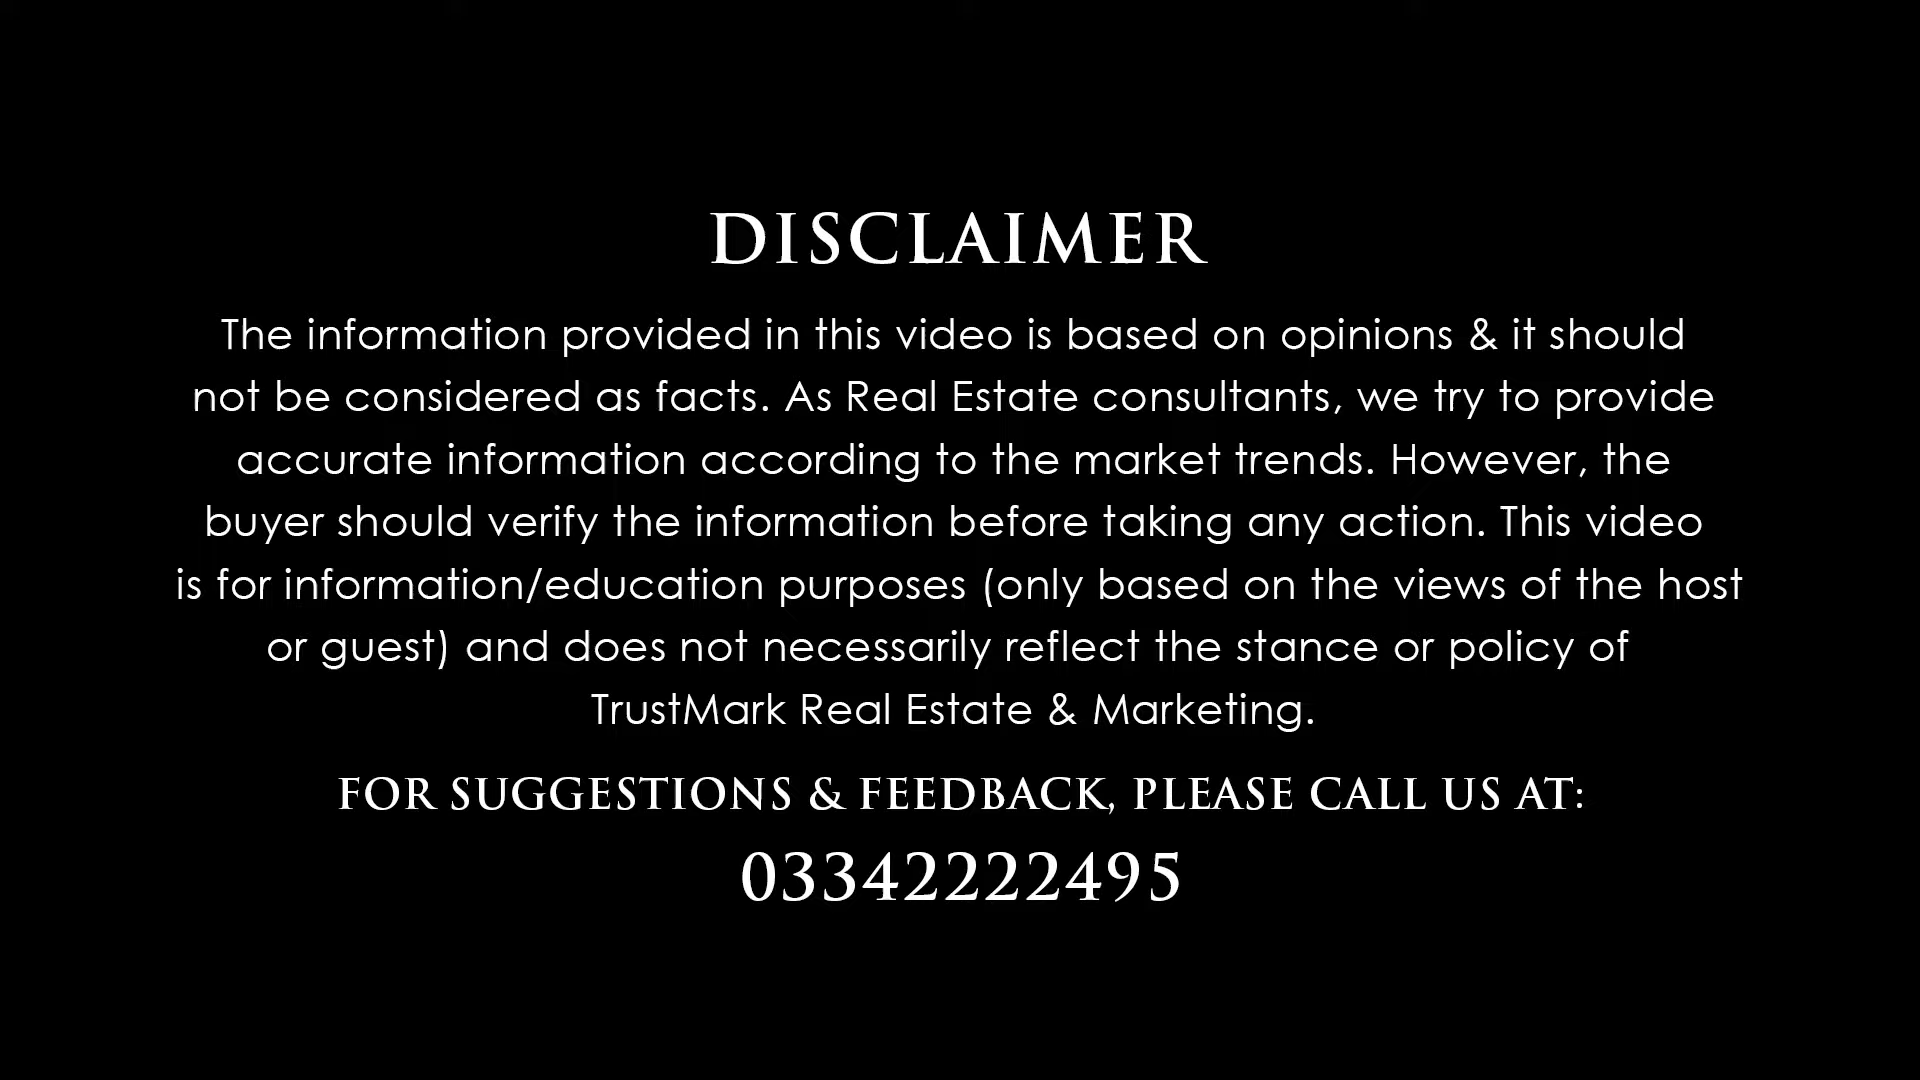 DISCLAIMER
The information provided in this video is based on opinions & it should
not be considered as facts. As Real Estate consultants, we try to provide
accurate information according to the market trends. However, the
buyer should verify the information before taking any action. This video
is for information/education purposes (only based on the views of the host
or guest) and does not necessarily reflect the stance or policy of
TrustMark Real Estate & Marketing.
FOR SUGGESTIONS & FEEDBACK, PLEASE CALL US AT:
03342222495